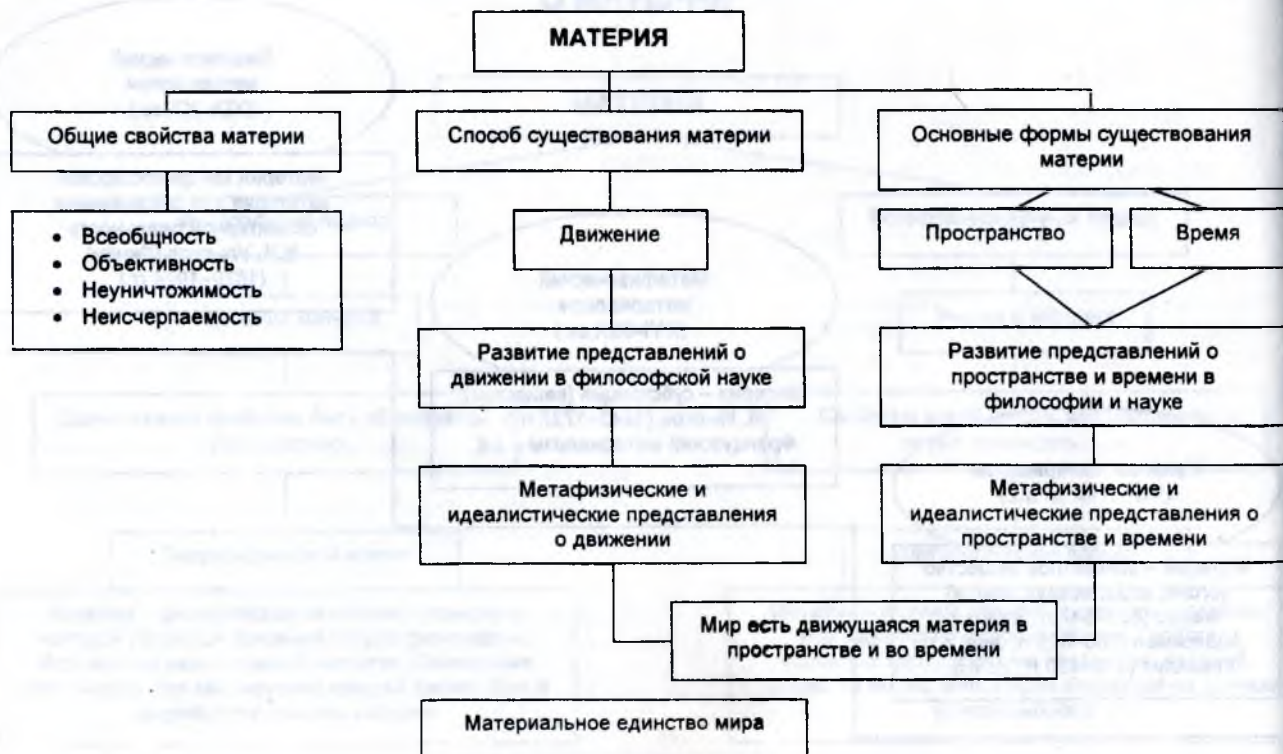 МАТЕРИЯ
Общие свойства материи
Способ существования материи
Основные формы существования
материи
• Всеобщность
• Объективность
• Неуничтожимость
• Неисчерпаемость
Движение
Пространство
Время
Развитие представлений о
движении в философской науке
Развитие представлений о
пространстве и времени в
философии и науке
Метафизические и
идеалистические представления
о движении
Метафизические и
идеалистические представления о
пространстве и времени
Мир есть движущаяся материя в
пространстве и во времени
Материальное единство мира